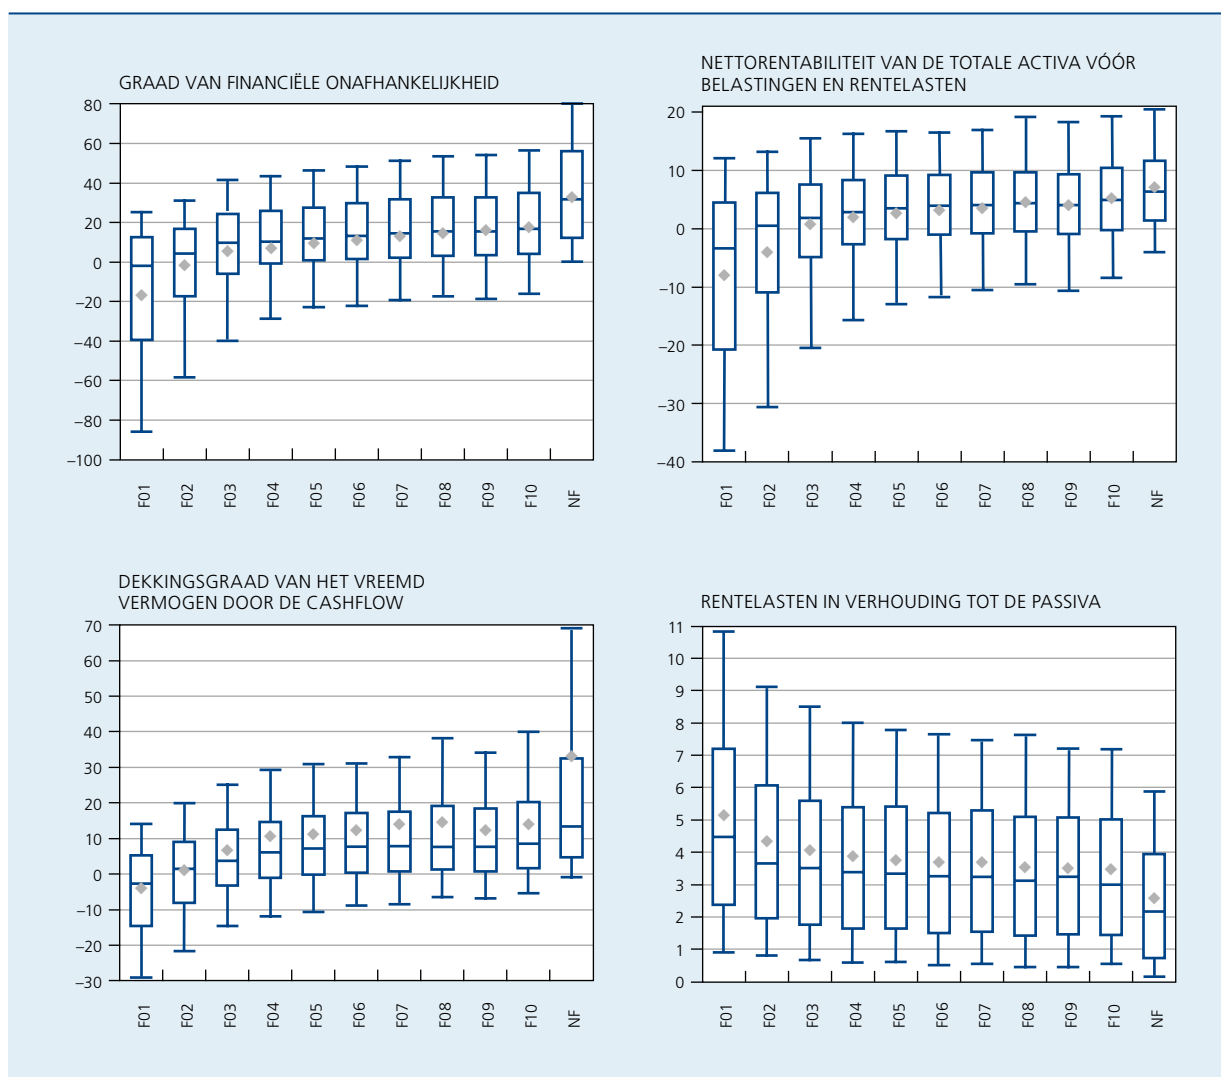 GRAAD VAN FINANCIËLE ONAFHANKELIJKHEID
80
60
40
20
0
–20
–40
–60
–80
–100
F01
F02
F03
F04
F05
F06
F07
F08
F09
F10
NF
NETTORENTABILITEIT VAN DE TOTALE ACTIVA VÓÓR
BELASTINGEN EN RENTELASTEN
20
10
0
–10
–20
–30
–40
F01
F02
F03
F04
F05
F06
F07
F08
F09
F10
NF
DEKKINGSGRAAD VAN HET VREEMD
VERMOGEN DOOR DE CASHFLOW
70
60
50
40
30
20
10
0
–10
–20
–30
F01
F02
F03
F04
F05
F06
F07
F08
F09
F10
NF
RENTELASTEN IN VERHOUDING TOT DE PASSIVA
11
10
9
8
7
6
5
4
3
2
1
0
F01
F02
F03
F04
F05
F06
F07
F08
F09
F10
NF